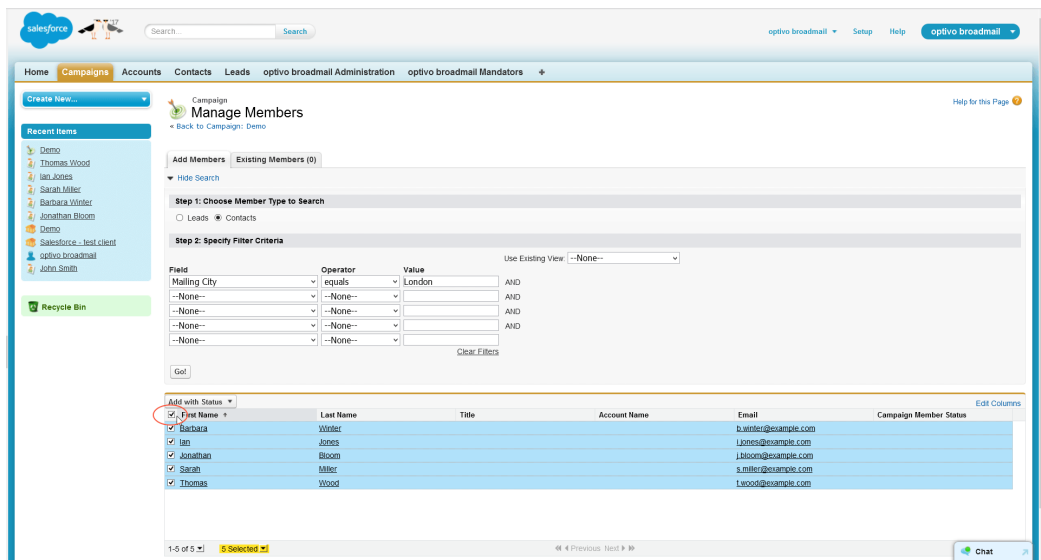 salesforce '17 Search... Search optivo broadmail Setup Help optivo broadmail
Home Campaigns Accounts Contacts Leads optivo broadmail Administration optivo broadmail Mandators +
Create New...
Campaign
Manage Members
« Back to Campaign: Demo
Help for this Page ?
Recent Items
Demo
Thomas Wood
Ian Jones
Sarah Miller
Barbara Winter
Jonathan Bloom
Demo
Salesforce - test client
optivo broadmail
John Smith
Recycle Bin
Add Members Existing Members (0)
Hide Search
Step 1: Choose Member Type to Search
Leads Contacts
Step 2: Specify Filter Criteria
Use Existing View: --None--
Field Operator Value
Mailing City equals London AND
--None-- --None-- AND
--None-- --None-- AND
--None-- --None-- AND
--None-- --None--
Clear Filters
Go!
Add with Status Edit Columns
First Name Last Name Title Account Name Email Campaign Member Status
Barbara Winter b.winter@example.com
Ian Jones i.jones@example.com
Jonathan Bloom j.bloom@example.com
Sarah Miller s.miller@example.com
Thomas Wood t.wood@example.com
1-5 of 5 5 Selected Previous Next
Chat